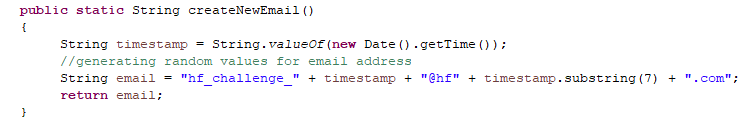 public static String createNewEmail()
{
String timestamp = String.valueOf(new Date().getTime());
//generating random values for email address
String email = "hf_challenge_" + timestamp + "@hf" + timestamp.substring(7) + ".com";
return email;
}